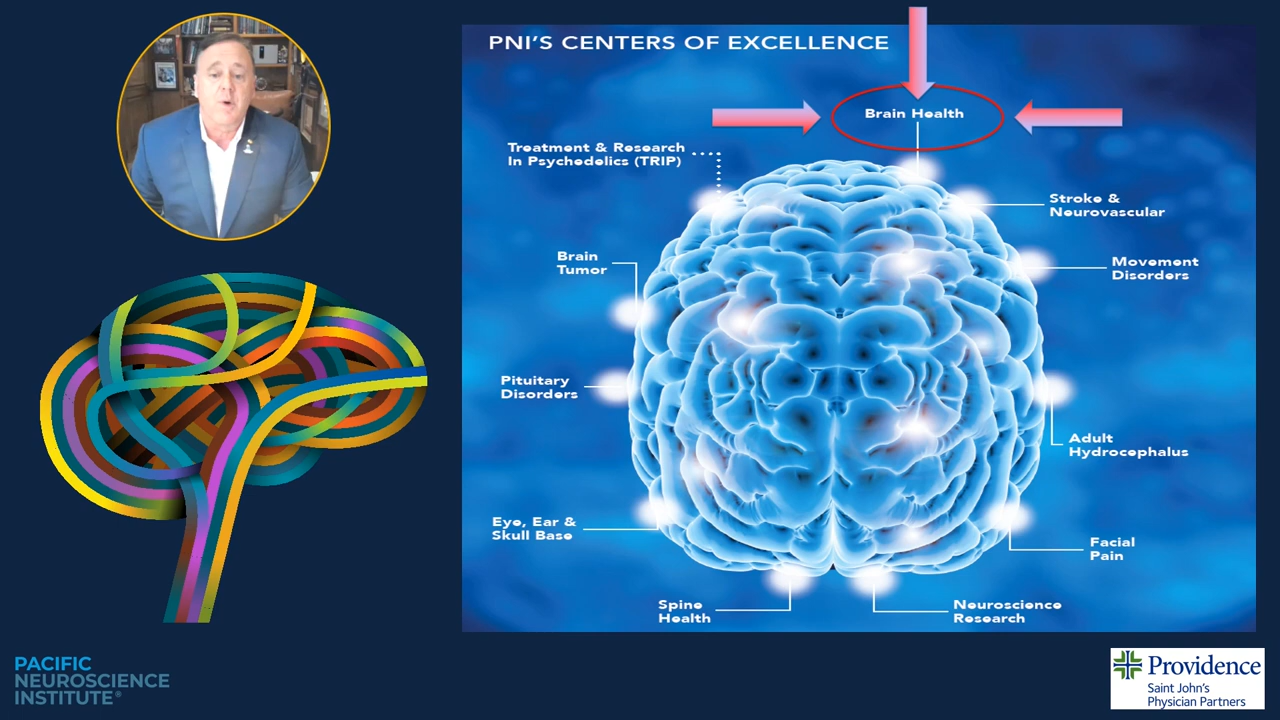 PNI'S CENTERS OF EXCELLENCE
Brain Health
Treatment & Research
In Psychedelics (TRIP)
Stroke &
Neurovascular
Brain
Tumor
Movement
Disorders
Pituitary
Disorders
Adult
Hydrocephalus
Eye, Ear &
Skull Base
Facial
Pain
Spine
Health
Neuroscience
Research
PACIFIC
NEUROSCIENCE
INSTITUTE®
Providence
Saint John's
Physician Partners